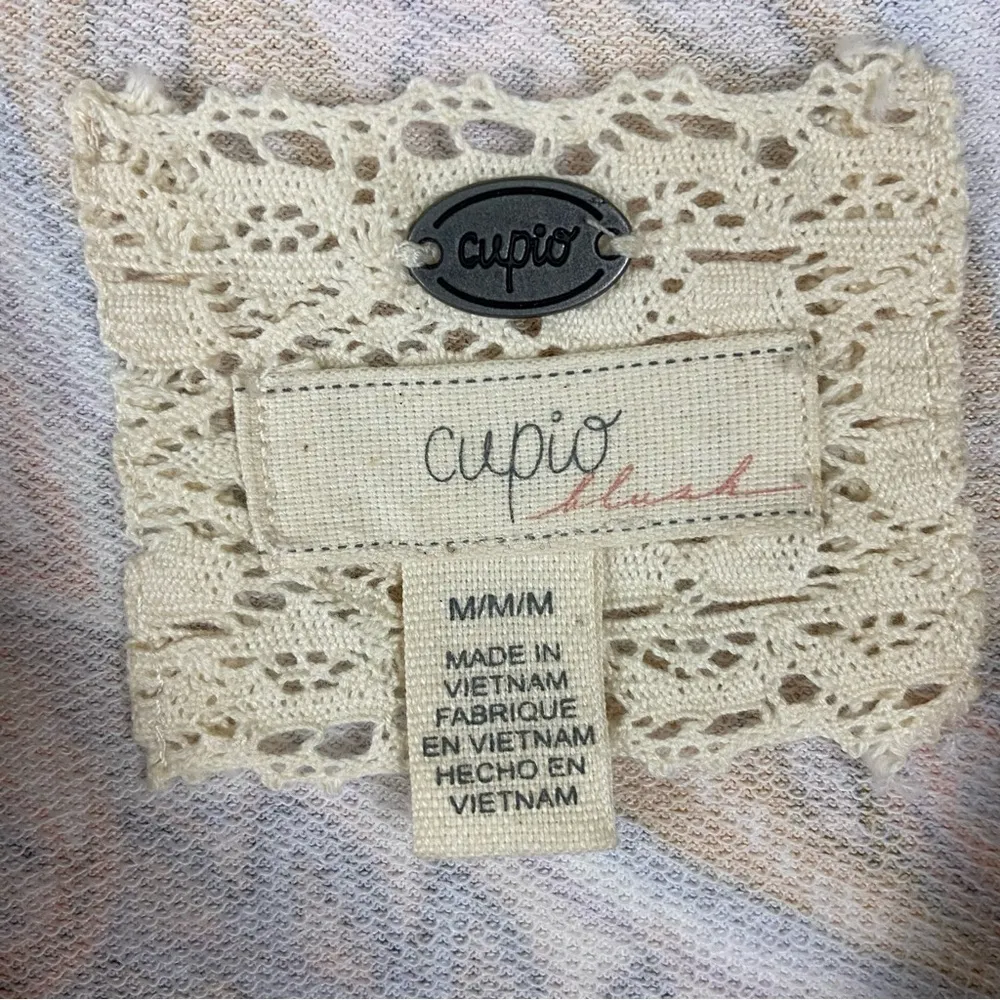 cupio
cupio
blush
M/M/M
MADE IN
VIETNAM
FABRIQUE
EN VIETNAM
HECHO EN
VIETNAM